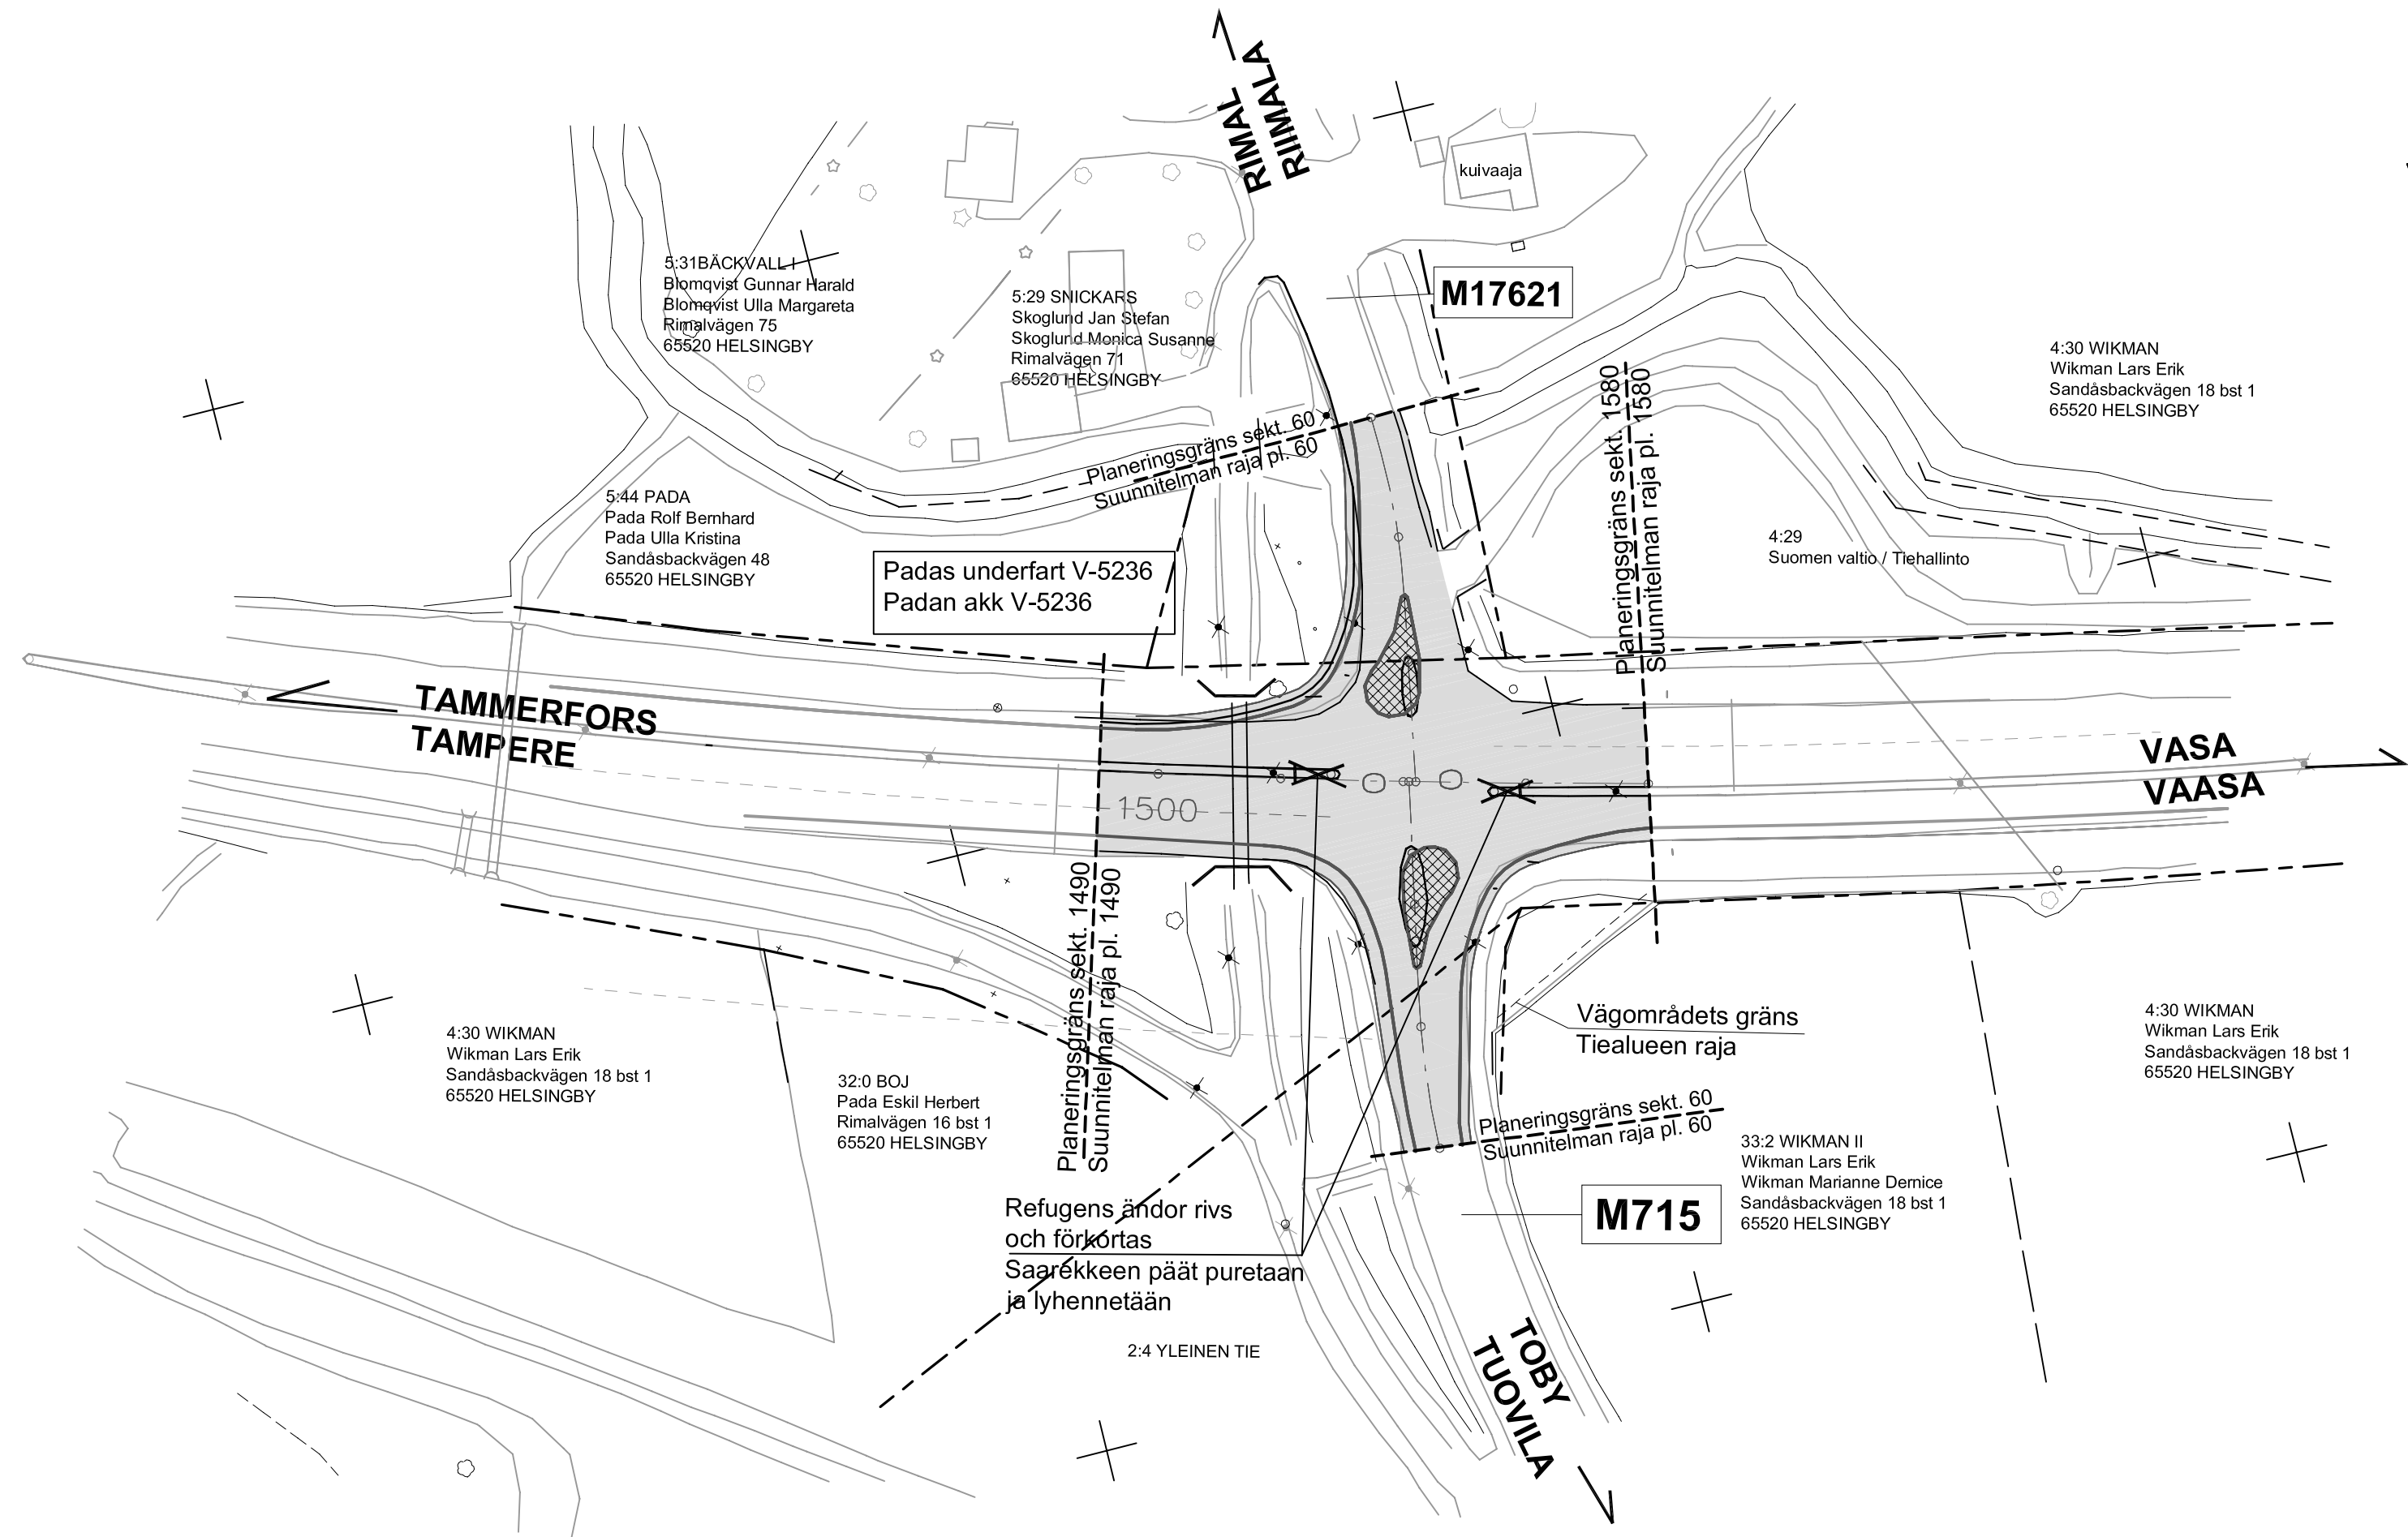 RIMAL
RIIMALA
kuivaaja
M17621
5:31BÄCKVALL I
Blomqvist Gunnar Harald
Blomqvist Ulla Margareta
Rimalvägen 75
65520 HELSINGBY
5:29 SNICKARS
Skoglund Jan Stefan
Skoglund Monica Susanne
Rimalvägen 71
65520 HELSINGBY
4:30 WIKMAN
Wikman Lars Erik
Sandåsbackvägen 18 bst 1
65520 HELSINGBY
Planeringsgräns sekt. 60
Suunnitelman raja pl. 60
Planeringsgräns sekt. 1580
Suunnitelman raja pl. 1580
5:44 PADA
Pada Rolf Bernhard
Pada Ulla Kristina
Sandåsbackvägen 48
65520 HELSINGBY
4:29
Suomen valtio / Tiehallinto
Padas underfart V-5236
Padan akk V-5236
TAMMERFORS
TAMPERE
VASA
VAASA
1500
Planeringsgräns sekt. 1490
Suunnitelman raja pl. 1490
Vägområdets gräns
Tiealueen raja
4:30 WIKMAN
Wikman Lars Erik
Sandåsbackvägen 18 bst 1
65520 HELSINGBY
4:30 WIKMAN
Wikman Lars Erik
Sandåsbackvägen 18 bst 1
65520 HELSINGBY
32:0 BOJ
Pada Eskil Herbert
Rimalvägen 16 bst 1
65520 HELSINGBY
Planeringsgräns sekt. 60
Suunnitelman raja pl. 60
33:2 WIKMAN II
Wikman Lars Erik
Wikman Marianne Dernice
Sandåsbackvägen 18 bst 1
65520 HELSINGBY
M715
Refugens ändor rivs
och förkortas
Saarekkeen päät puretaan
ja lyhennetään
2:4 YLEINEN TIE
TOBY
TUOVILA